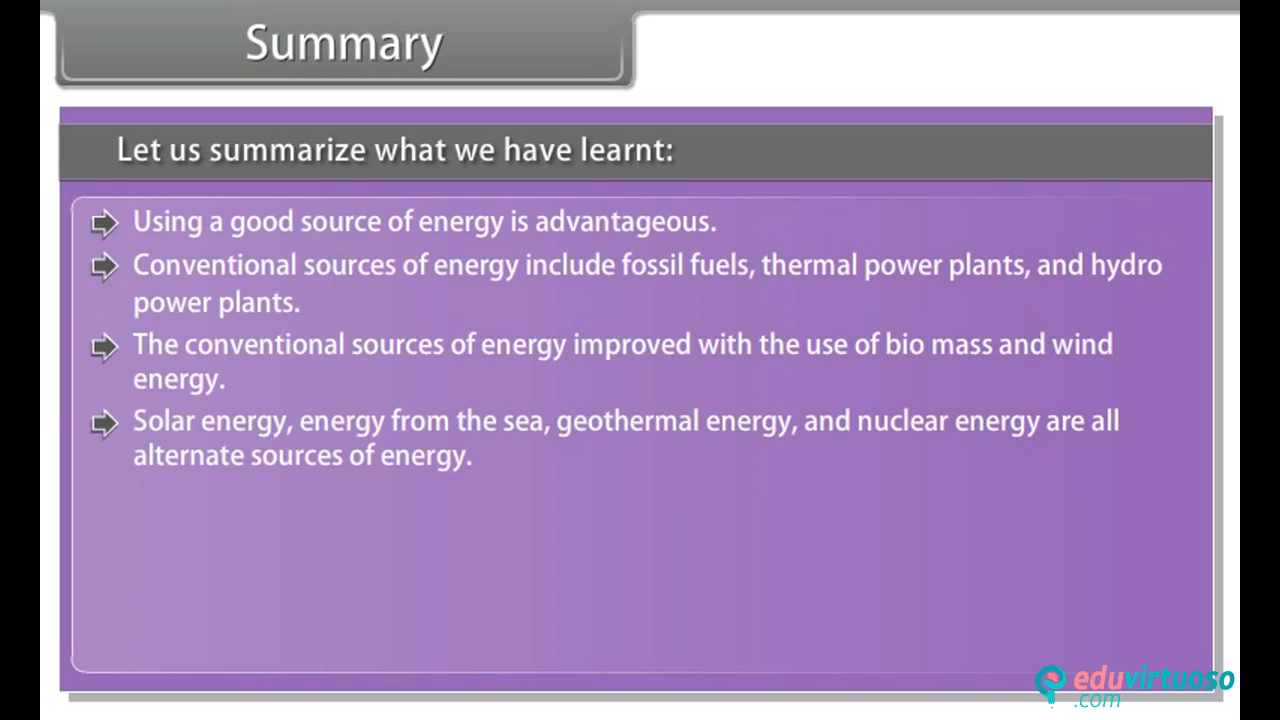 Summary
Let us summarize what we have learnt:
Using a good source of energy is advantageous.
Conventional sources of energy include fossil fuels, thermal power plants, and hydro
power plants.
The conventional sources of energy improved with the use of bio mass and wind
energy.
Solar energy, energy from the sea, geothermal energy, and nuclear energy are all
alternate sources of energy.
eduvirtuoso
.com